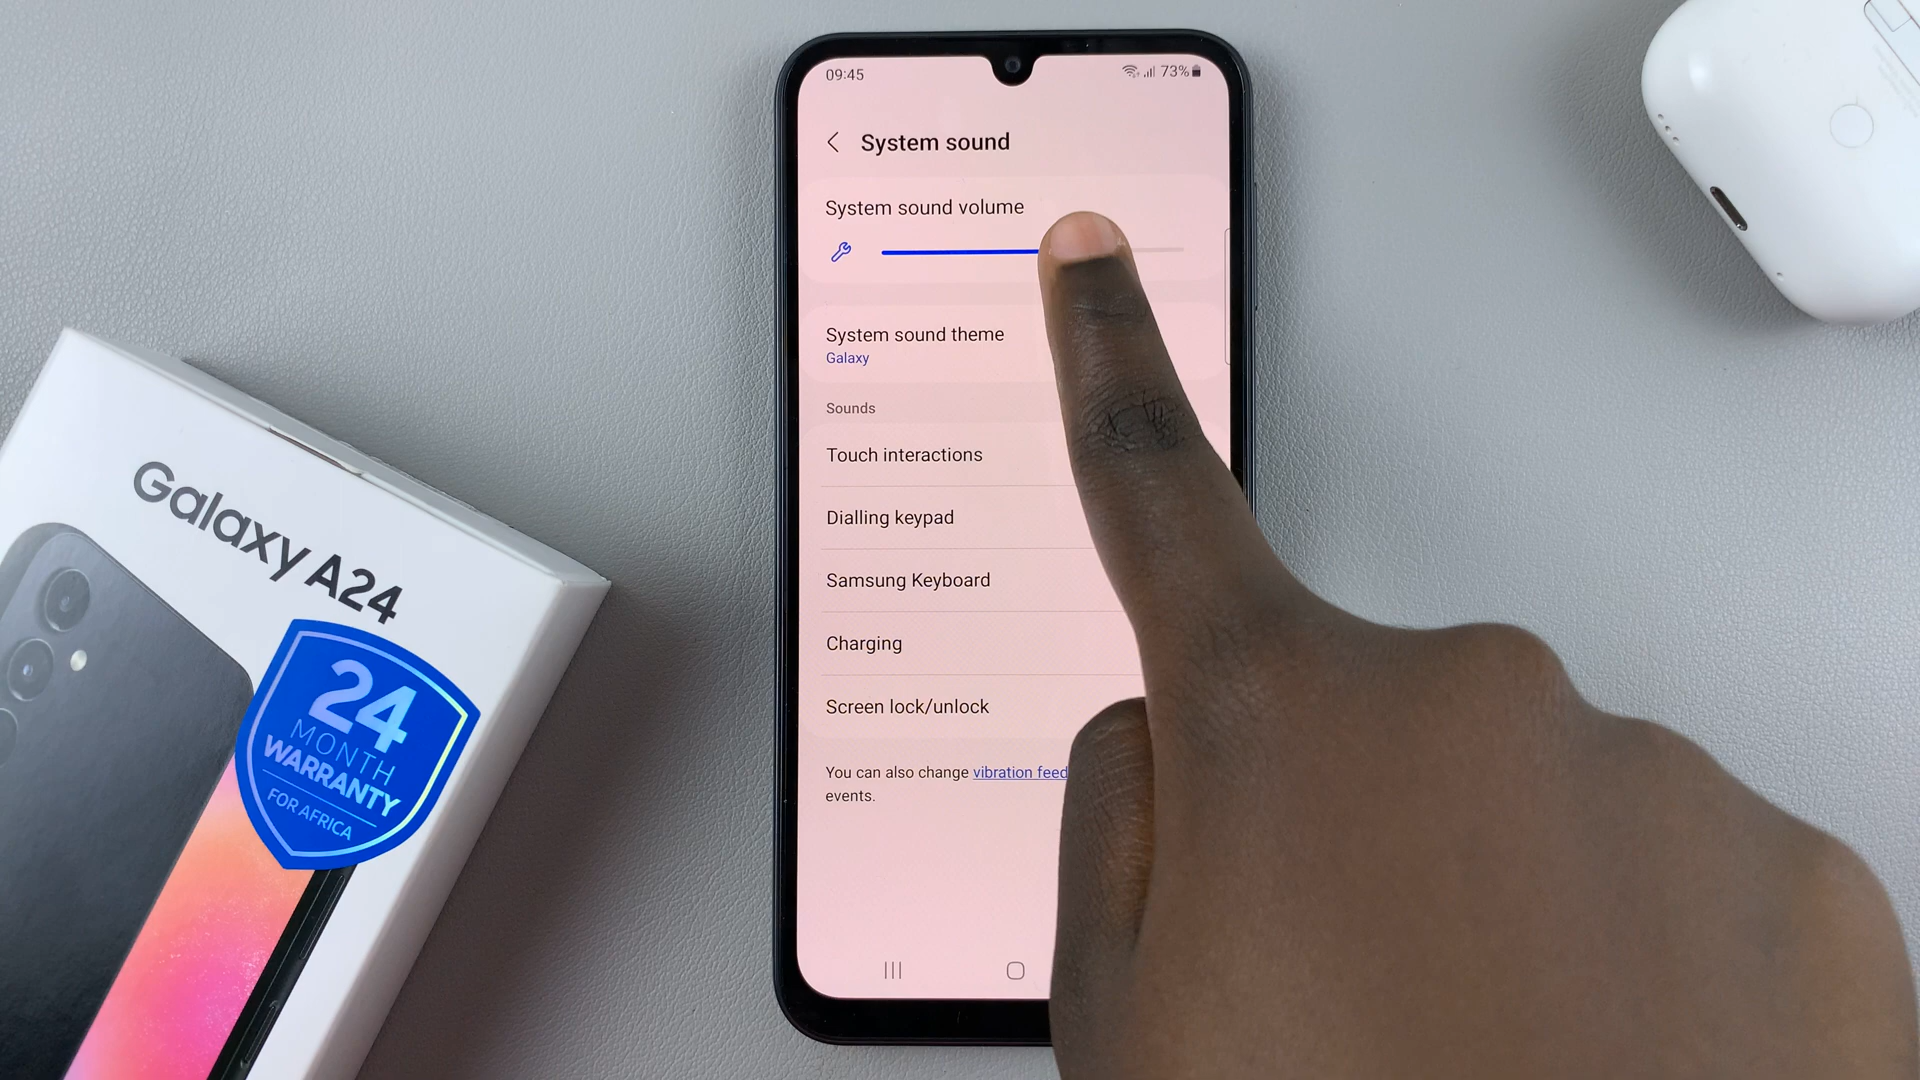 09:45
73%
System sound
System sound volume
System sound theme
Galaxy
Sounds
Touch interactions
Dialling keypad
Samsung Keyboard
Charging
Screen lock/unlock
You can also change vibration feed
events.
Galaxy A24
24
MONTH
WARRANTY
FOR AFRICA